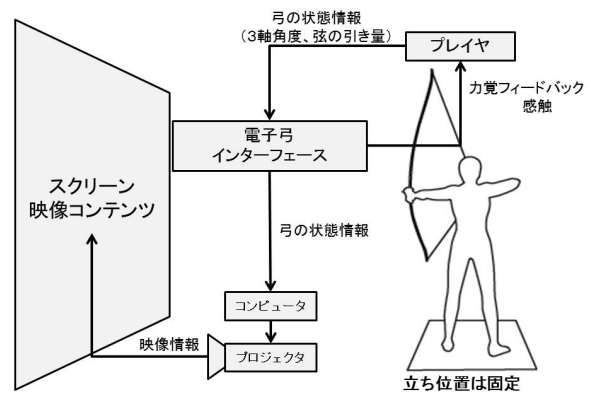 弓の状態情報
（３軸角度、弦の引き量）
プレイヤ
力覚フィードバック
感触
電子弓
インターフェース
スクリーン
映像コンテンツ
弓の状態情報
コンピュータ
映像情報
プロジェクタ
立ち位置は固定